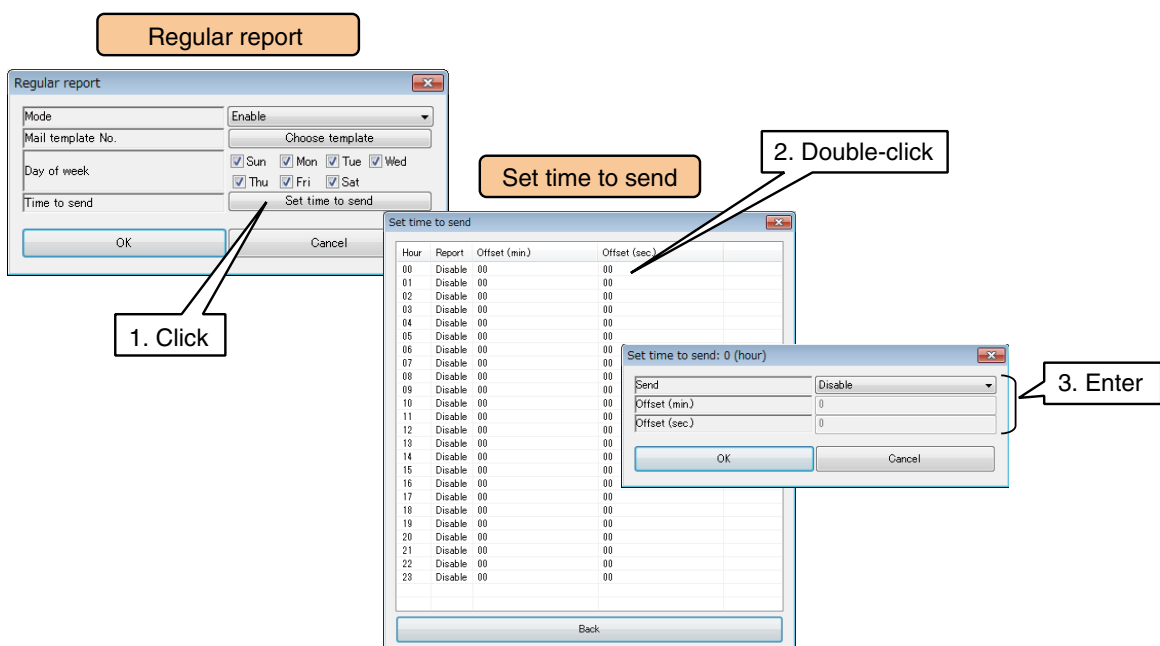 Regular report
Regular report
Mode Enable
Mail template No. Choose template
Day of week
Sun Mon Tue Wed
Thu Fri Sat
Time to send Set time to send
OK Cancel
1. Click
Set time to send
2. Double-click
Set time to send
Hour Report Offset (min.) Offset (sec.)
00 Disable 00 00
01 Disable 00 00
02 Disable 00 00
03 Disable 00 00
04 Disable 00 00
05 Disable 00 00
06 Disable 00 00
07 Disable 00 00
08 Disable 00 00
09 Disable 00 00
10 Disable 00 00
11 Disable 00 00
12 Disable 00 00
13 Disable 00 00
14 Disable 00 00
15 Disable 00 00
16 Disable 00 00
17 Disable 00 00
18 Disable 00 00
19 Disable 00 00
20 Disable 00 00
21 Disable 00 00
22 Disable 00 00
23 Disable 00 00
Back
Set time to send: 0 (hour)
Send Disable
Offset (min.) 0
Offset (sec.) 0
OK Cancel
3. Enter